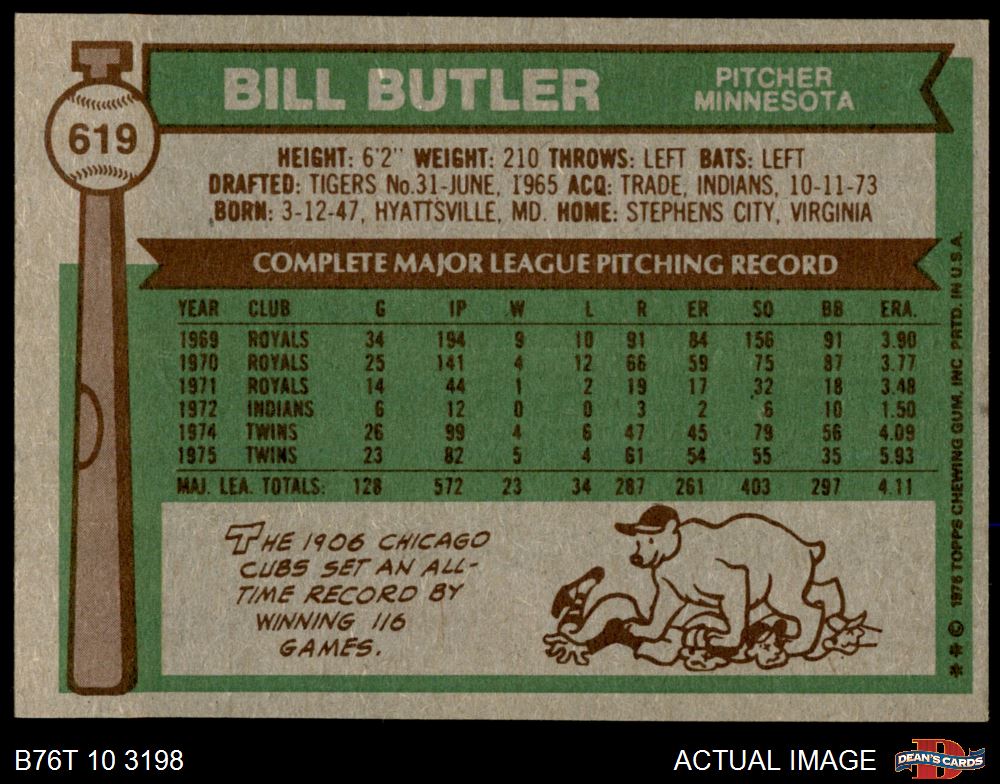 619
BILL BUTLER
PITCHER
MINNESOTA
HEIGHT: 6'2" WEIGHT: 210 THROWS: LEFT BATS: LEFT
DRAFTED: TIGERS No.31-JUNE, 1965 ACQ: TRADE, INDIANS, 10-11-73
BORN: 3-12-47, HYATTSVILLE, MD. HOME: STEPHENS CITY, VIRGINIA
COMPLETE MAJOR LEAGUE PITCHING RECORD
YEAR CLUB G IP W L R ER SO BB ERA.
1969 ROYALS 34 194 9 10 91 84 156 91 3.90
1970 ROYALS 25 141 4 12 66 59 75 87 3.77
1971 ROYALS 14 44 1 2 19 17 32 18 3.48
1972 INDIANS 6 12 0 0 3 2 6 10 1.50
1974 TWINS 26 99 4 6 47 45 79 56 4.09
1975 TWINS 23 82 5 4 61 54 55 35 5.93
MAJ. LEA. TOTALS: 128 572 23 34 287 261 403 297 4.11
THE 1906 CHICAGO
CUBS SET AN ALL-
TIME RECORD BY
WINNING 116
GAMES.
** © 1976 TOPPS CHEWING GUM, INC PRTD. IN U.S.A.
B76T 10 3198
ACTUAL IMAGE
DEAN'S CARDS